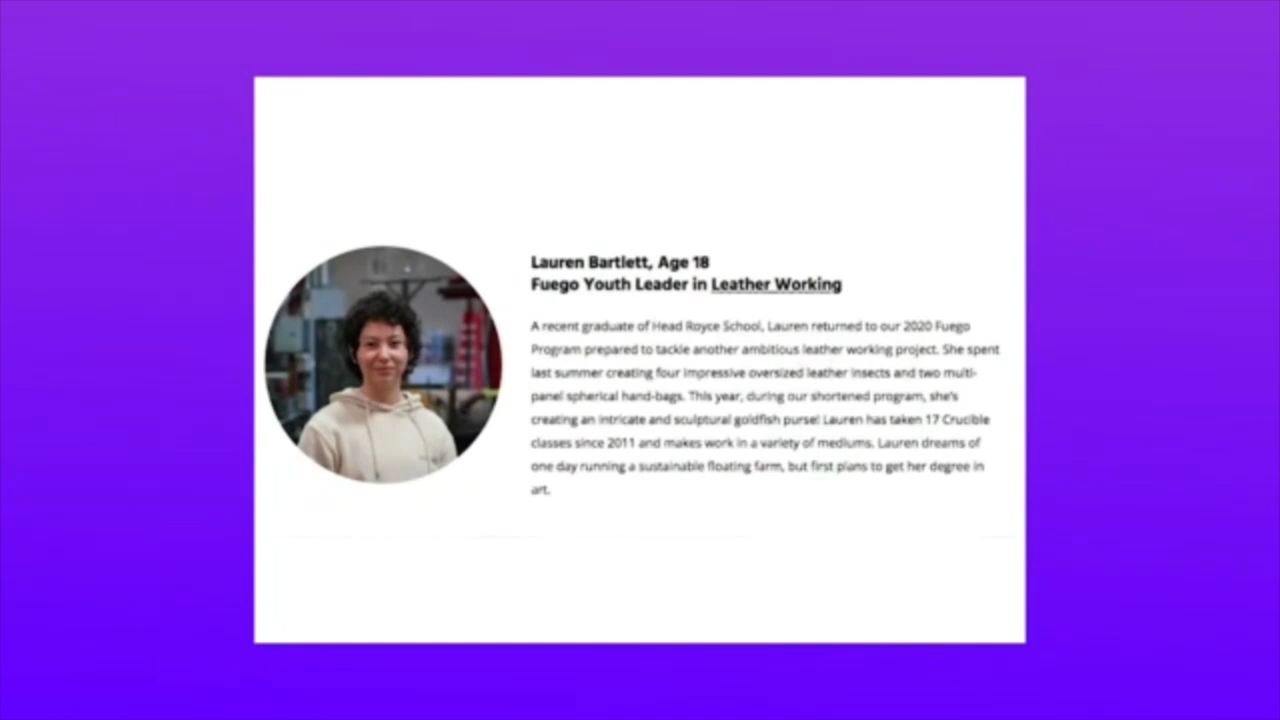 Lauren Bartlett, Age 18
Fuego Youth Leader in Leather Working
A recent graduate of Head Royce School, Lauren returned to our 2020 Fuego
Program prepared to tackle another ambitious leather working project. She spent
last summer creating four impressive oversized leather insects and two multi-
panel spherical hand-bags. This year, during our shortened program, she's
creating an intricate and sculptural goldfish purse! Lauren has taken 17 Crucible
classes since 2011 and makes work in a variety of mediums. Lauren dreams of
one day running a sustainable floating farm, but first plans to get her degree in
art.